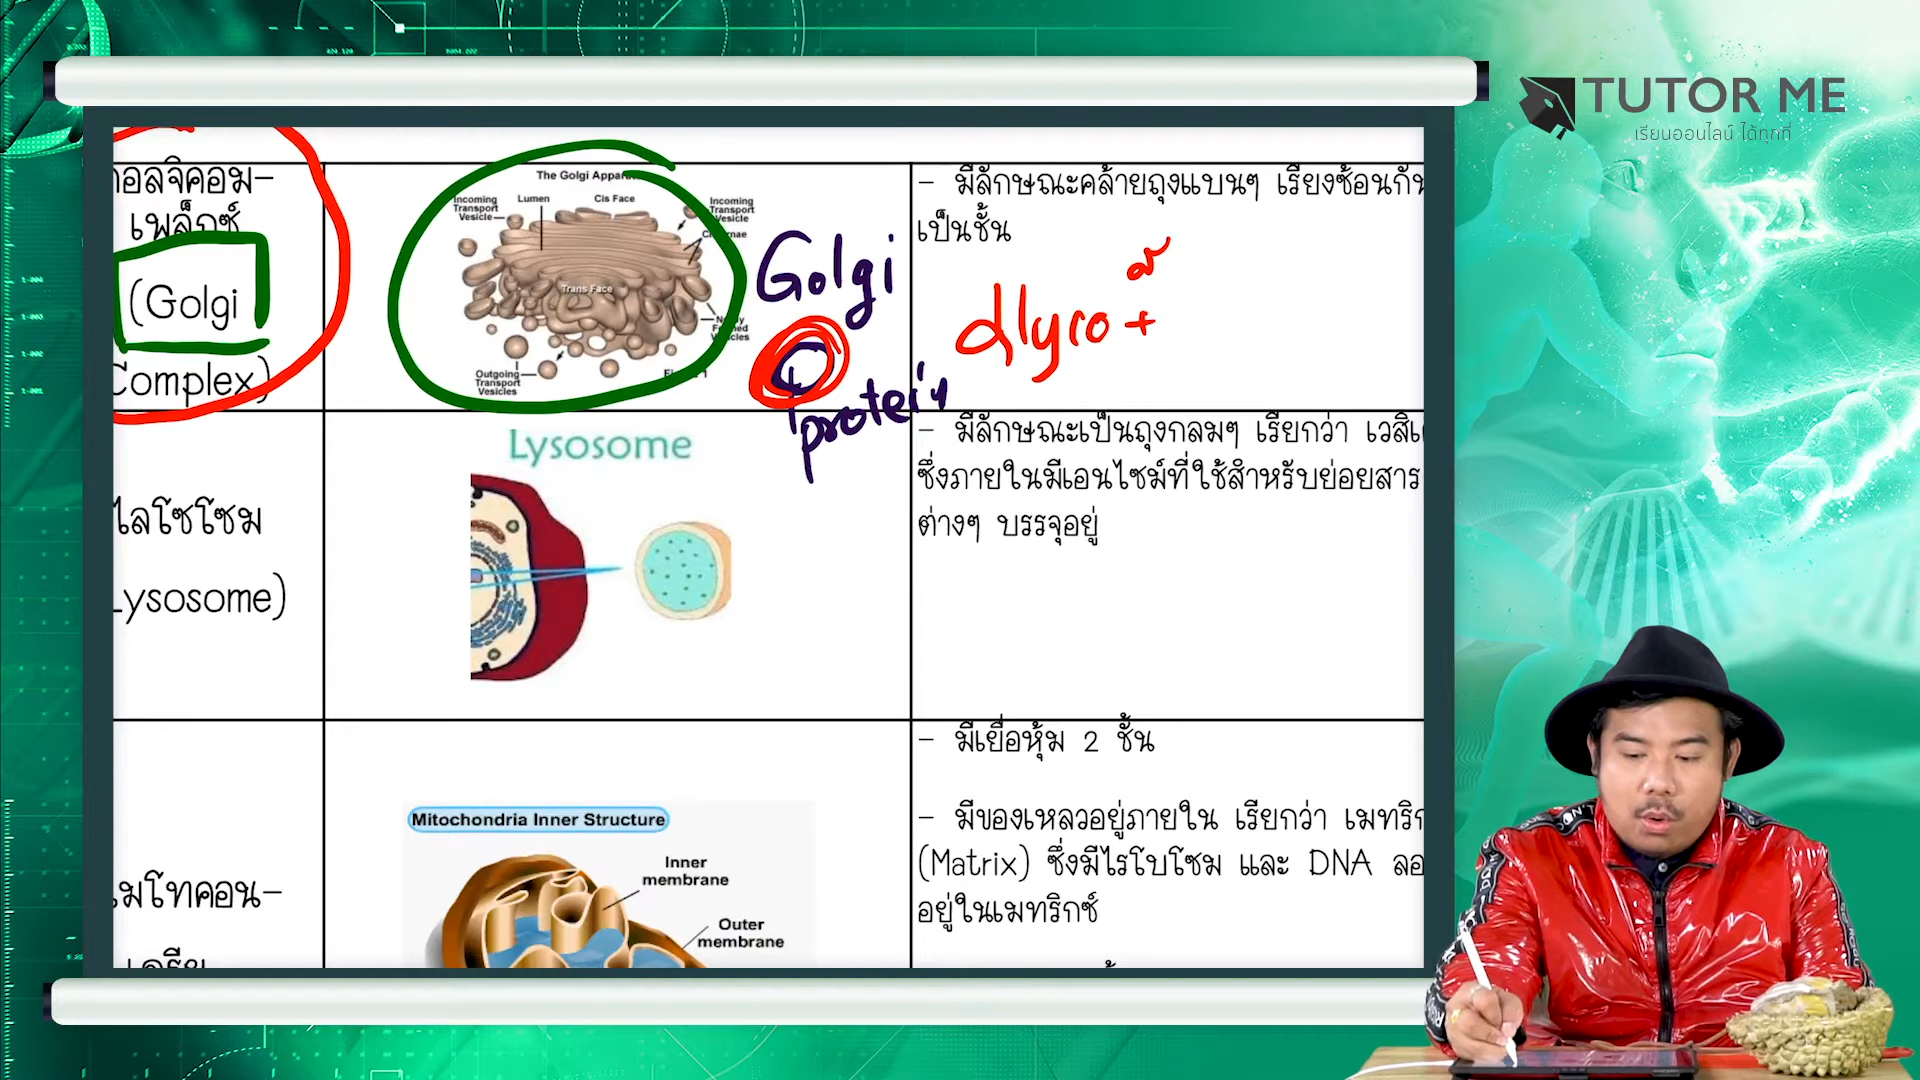 TUTOR ME
เรียนออนไลน์ ได้ทุกที่
กอลจิคอม-
เพล็กซ์
(Golgi
Complex)
The Golgi Appara
Incoming
Transport
Vesicle
Lumen
Cis Face
Incoming
Transport
Vesicle
Trans Face
Outgoing
Transport
Vesicles
Golgi
protein
Glyco +
- มีลักษณะคล้ายถุงแบนๆ เรียงซ้อนกัน
เป็นชั้น
ไลโซโซม
Lysosome)
Lysosome
- มีลักษณะเป็นถุงกลมๆ เรียกว่า เวสิเ
ซึ่งภายในมีเอนไซม์ที่ใช้สำหรับย่อยสาร
ต่างๆ บรรจุอยู่
มโทคอน-
Mitochondria Inner Structure
Inner
membrane
Outer
membrane
- มีเยื่อหุ้ม 2 ชั้น
- มีของเหลวอยู่ภายใน เรียกว่า เมทริก
(Matrix) ซึ่งมีไรโบโซม และ DNA ลอ
อยู่ในเมทริกซ์